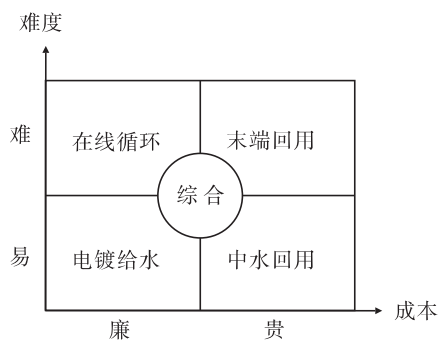 难度
难
在线循环
末端回用
综合
易
电镀给水
中水回用
成本
廉
贵